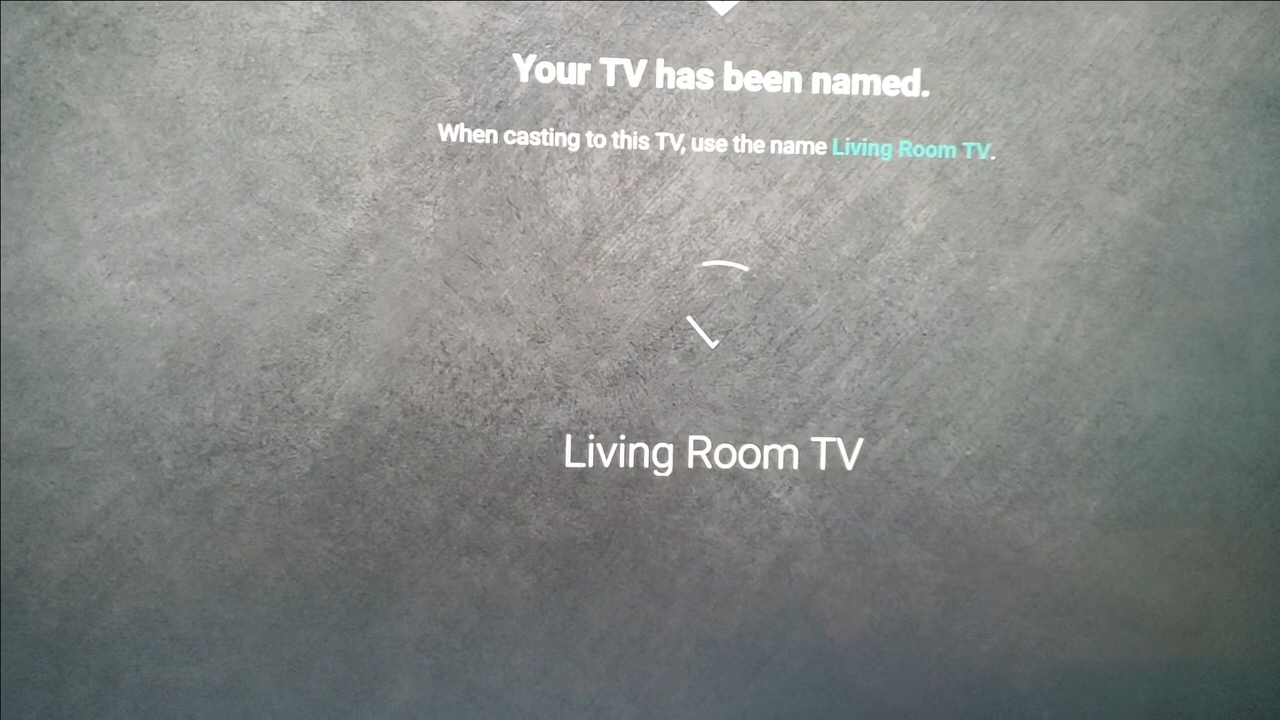 Your TV has been named.
When casting to this TV, use the name Living Room TV.
Living Room TV